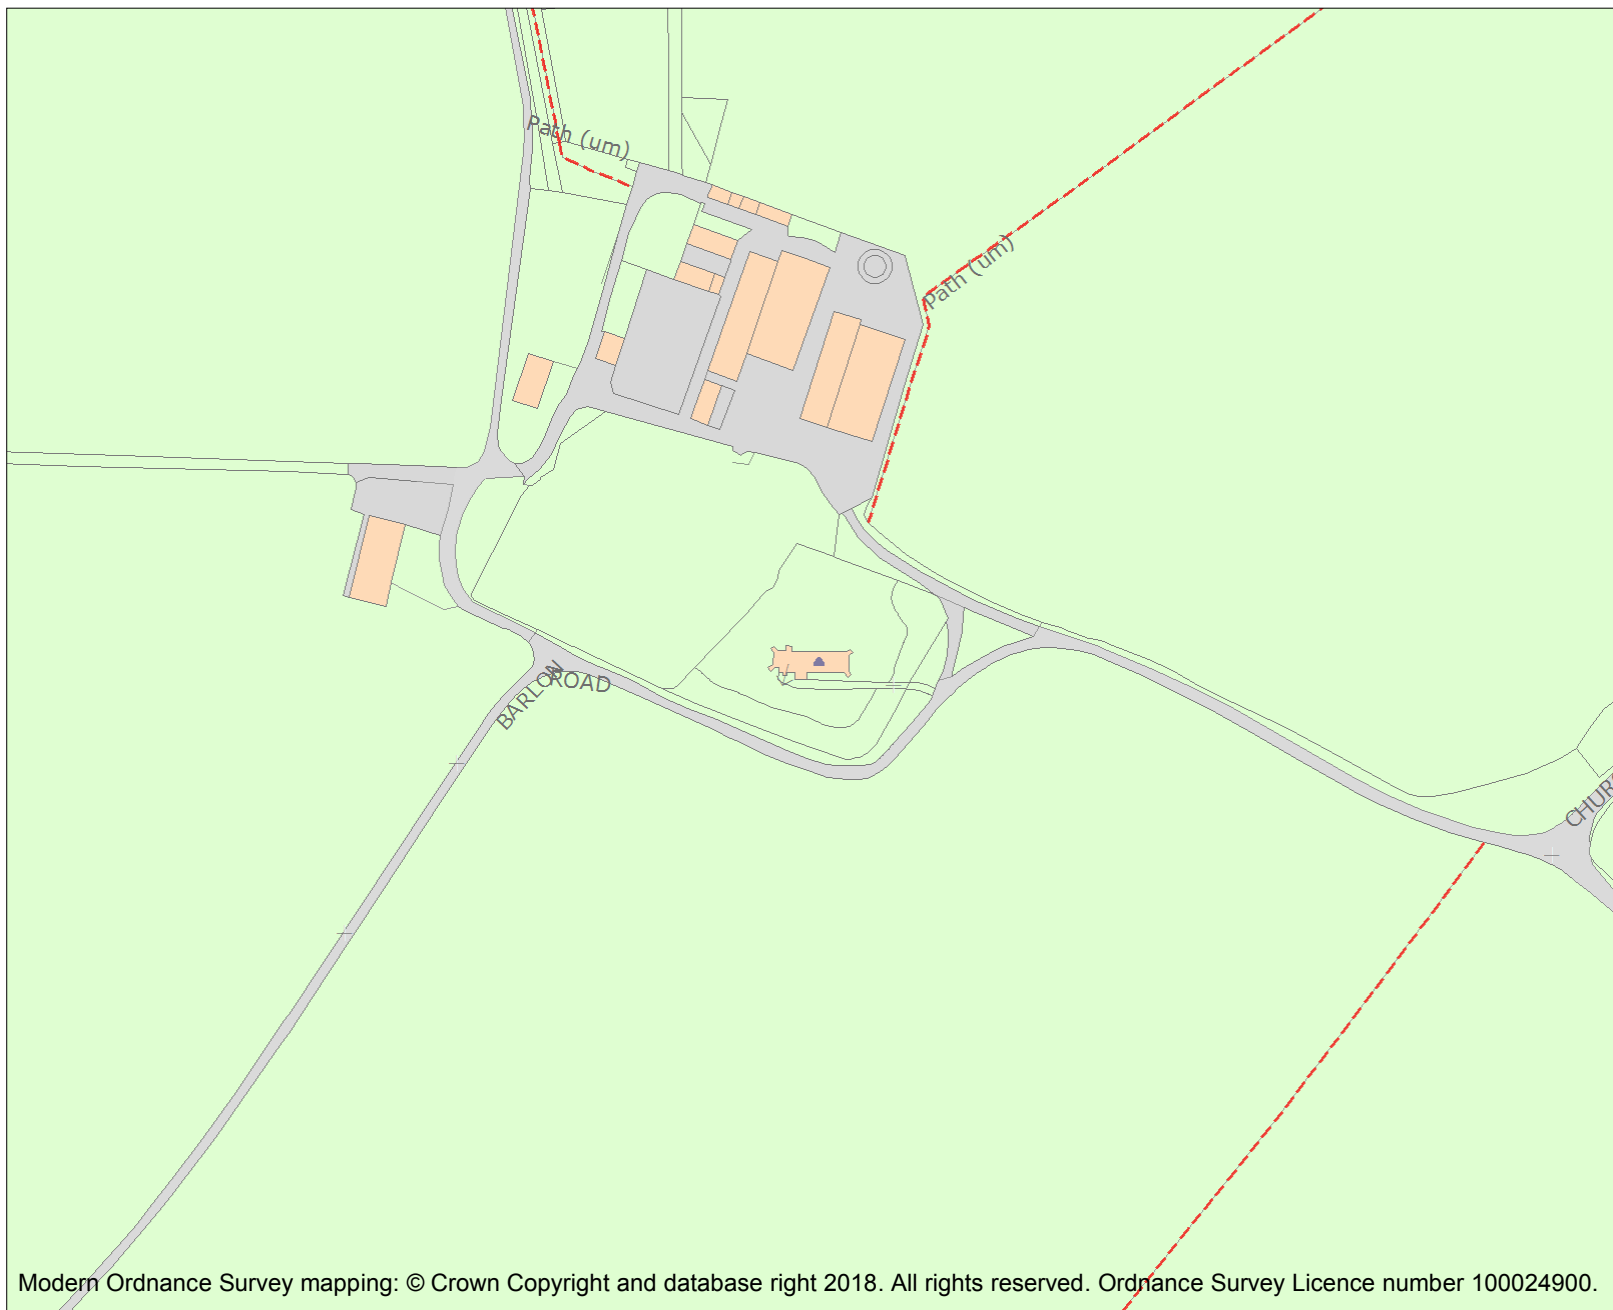 Path (um)
Path (um)
BARLOW
ROAD
Modern Ordnance Survey mapping: © Crown Copyright and database right 2018. All rights reserved. Ordnance Survey Licence number 100024900.